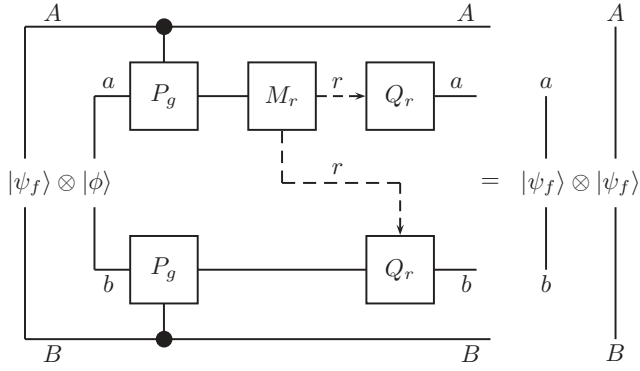 A A
a P_g M_r r Q_r a a
r
|ψ_f⟩ ⊗ |ϕ⟩ = |ψ_f⟩ ⊗ |ψ_f⟩
b P_g Q_r b b
B B B